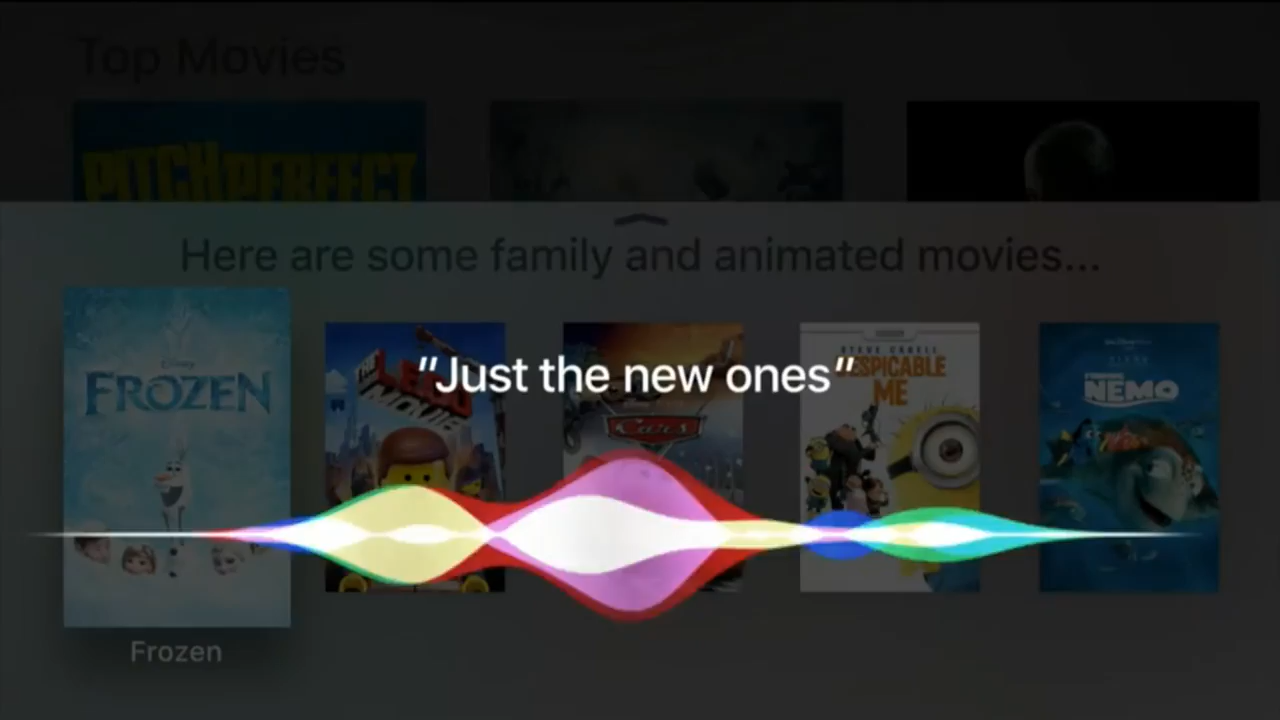 Top Movies
PITCH PERFECT
Here are some family and animated movies...
"Just the new ones"
Disney
FROZEN
THE
LEGO
MOVIE
Cars
STEVE CARELL
DESPICABLE
ME
NEMO
Frozen